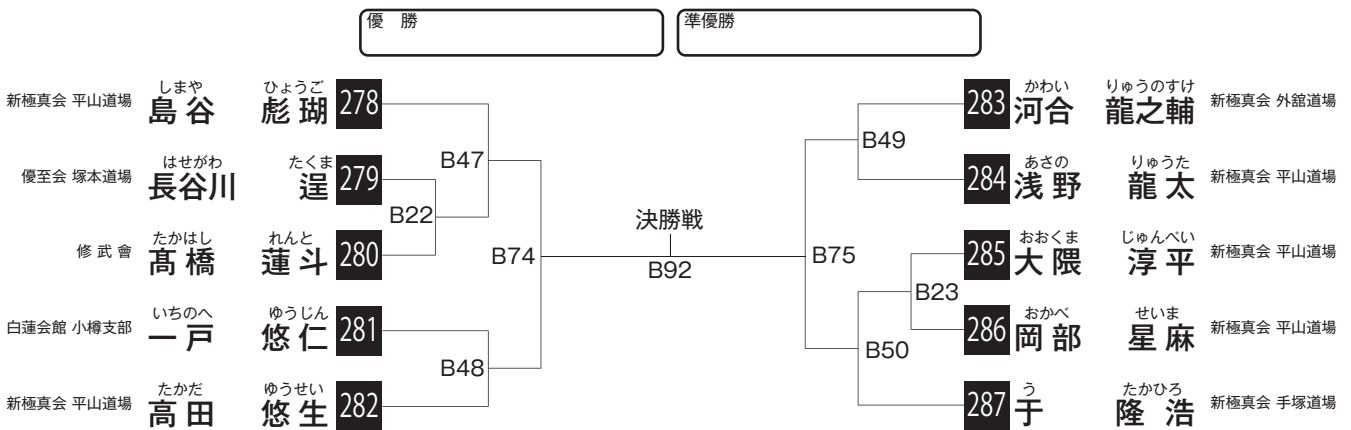 優　勝
準優勝
新極真会 平山道場 島谷 しまや 彪瑚 ひょうご 278
優至会 塚本道場 長谷川 はせがわ 逞 たくま 279
修武會 髙橋 たかはし 蓮斗 れんと 280
白蓮会館 小樽支部 一戸 いちのへ 悠仁 ゆうじん 281
新極真会 平山道場 高田 たかだ 悠生 ゆうせい 282
B47
B22
B74
B48
決勝戦
B92
B75
B49
B23
B50
283 河合 かわい 龍之輔 りゅうのすけ 新極真会 外舘道場
284 浅野 あさの 龍太 りゅうた 新極真会 平山道場
285 大隈 おおくま 淳平 じゅんぺい 新極真会 平山道場
286 岡部 おかべ 星麻 せいま 新極真会 平山道場
287 于 う 隆浩 たかひろ 新極真会 手塚道場